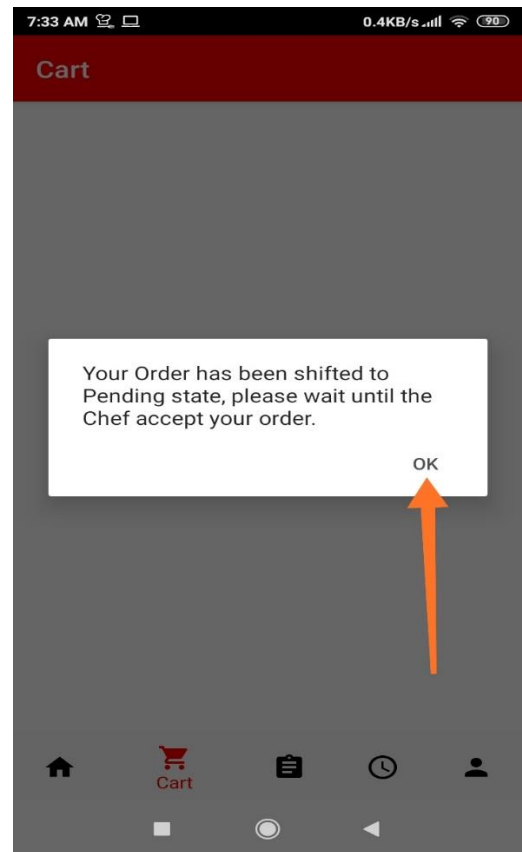 7:33 AM 0.4KB/s 90
Cart
Your Order has been shifted to
Pending state, please wait until the
Chef accept your order.
OK
Cart